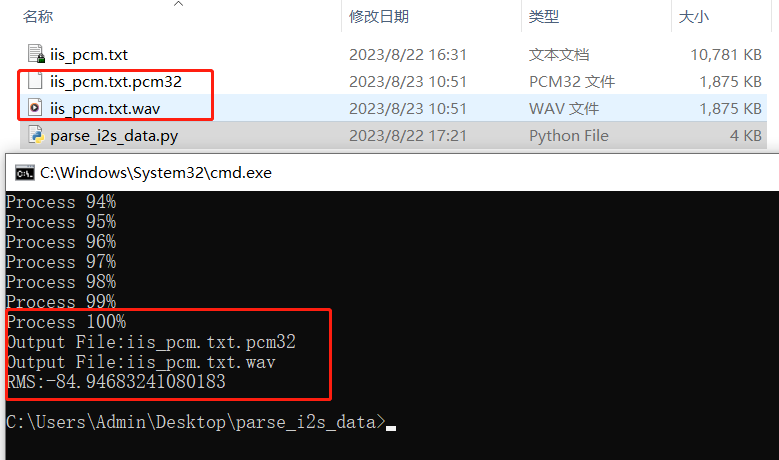 名称 修改日期 类型 大小
iis_pcm.txt 2023/8/22 16:31 文本文档 10,781 KB
iis_pcm.txt.pcm32 2023/8/23 10:51 PCM32 文件 1,875 KB
iis_pcm.txt.wav 2023/8/23 10:51 WAV 文件 1,875 KB
parse_i2s_data.py 2023/8/22 17:21 Python File 4 KB
C:\Windows\System32\cmd.exe
Process 94%
Process 95%
Process 96%
Process 97%
Process 98%
Process 99%
Process 100%
Output File:iis_pcm.txt.pcm32
Output File:iis_pcm.txt.wav
RMS:-84.94683241080183
C:\Users\Admin\Desktop\parse_i2s_data>